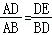 AD/AB = DE/BD